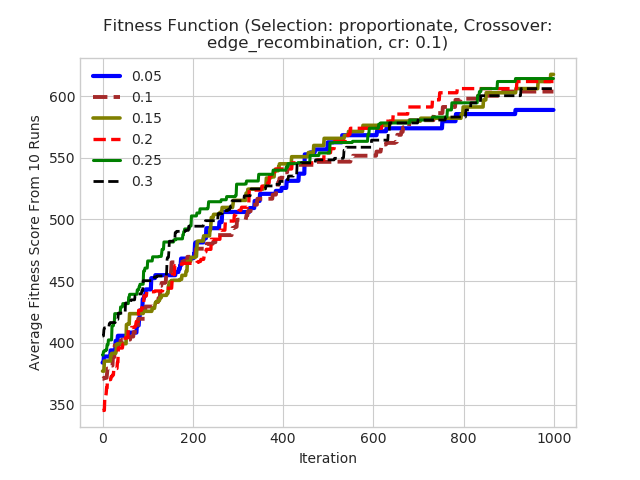 Fitness Function (Selection: proportionate, Crossover:
edge_recombination, cr: 0.1)
Average Fitness Score From 10 Runs
600
550
500
450
400
350
0.05
0.1
0.15
0.2
0.25
0.3
0 200 400 600 800 1000
Iteration